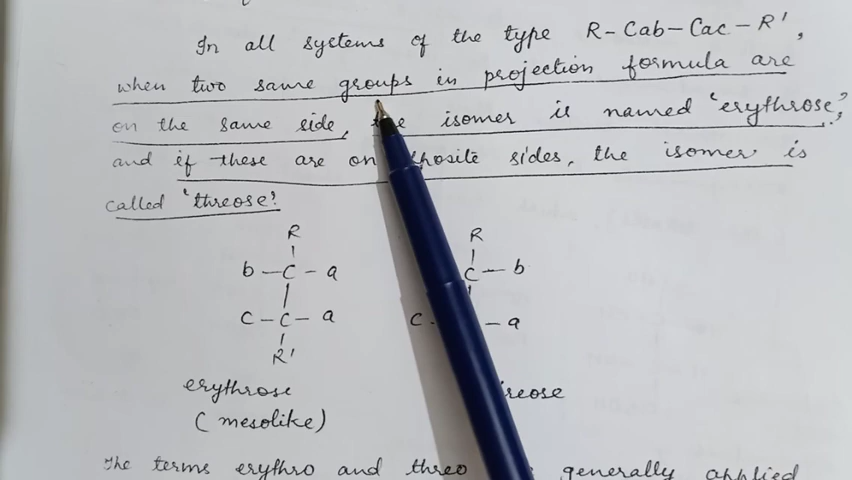 In all systems of the type R-Cab-Cac-R',
when two same groups in projection formula are
on the same side, isomer is named 'erythrose',
and if these are on sides, the isomer is
called 'threose'.
R
b-C-a
C-C-a
R'
erythrose
(mesolike)
R
C-b
C -a
The terms erythro and threo generally applied